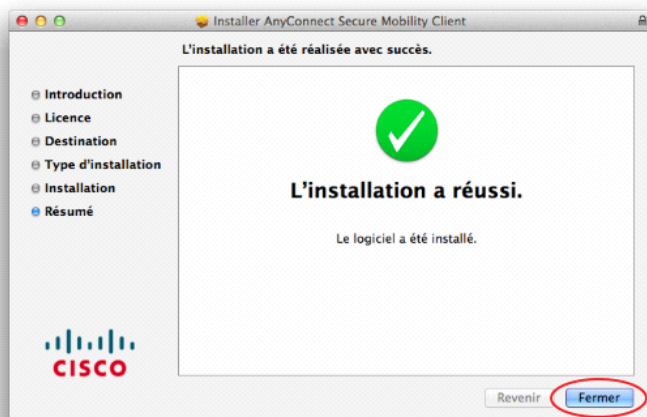 Installer AnyConnect Secure Mobility Client
L'installation a été réalisée avec succès.
Introduction
Licence
Destination
Type d'installation
Installation
Résumé
L'installation a réussi.
Le logiciel a été installé.
CISCO
Revenir
Fermer